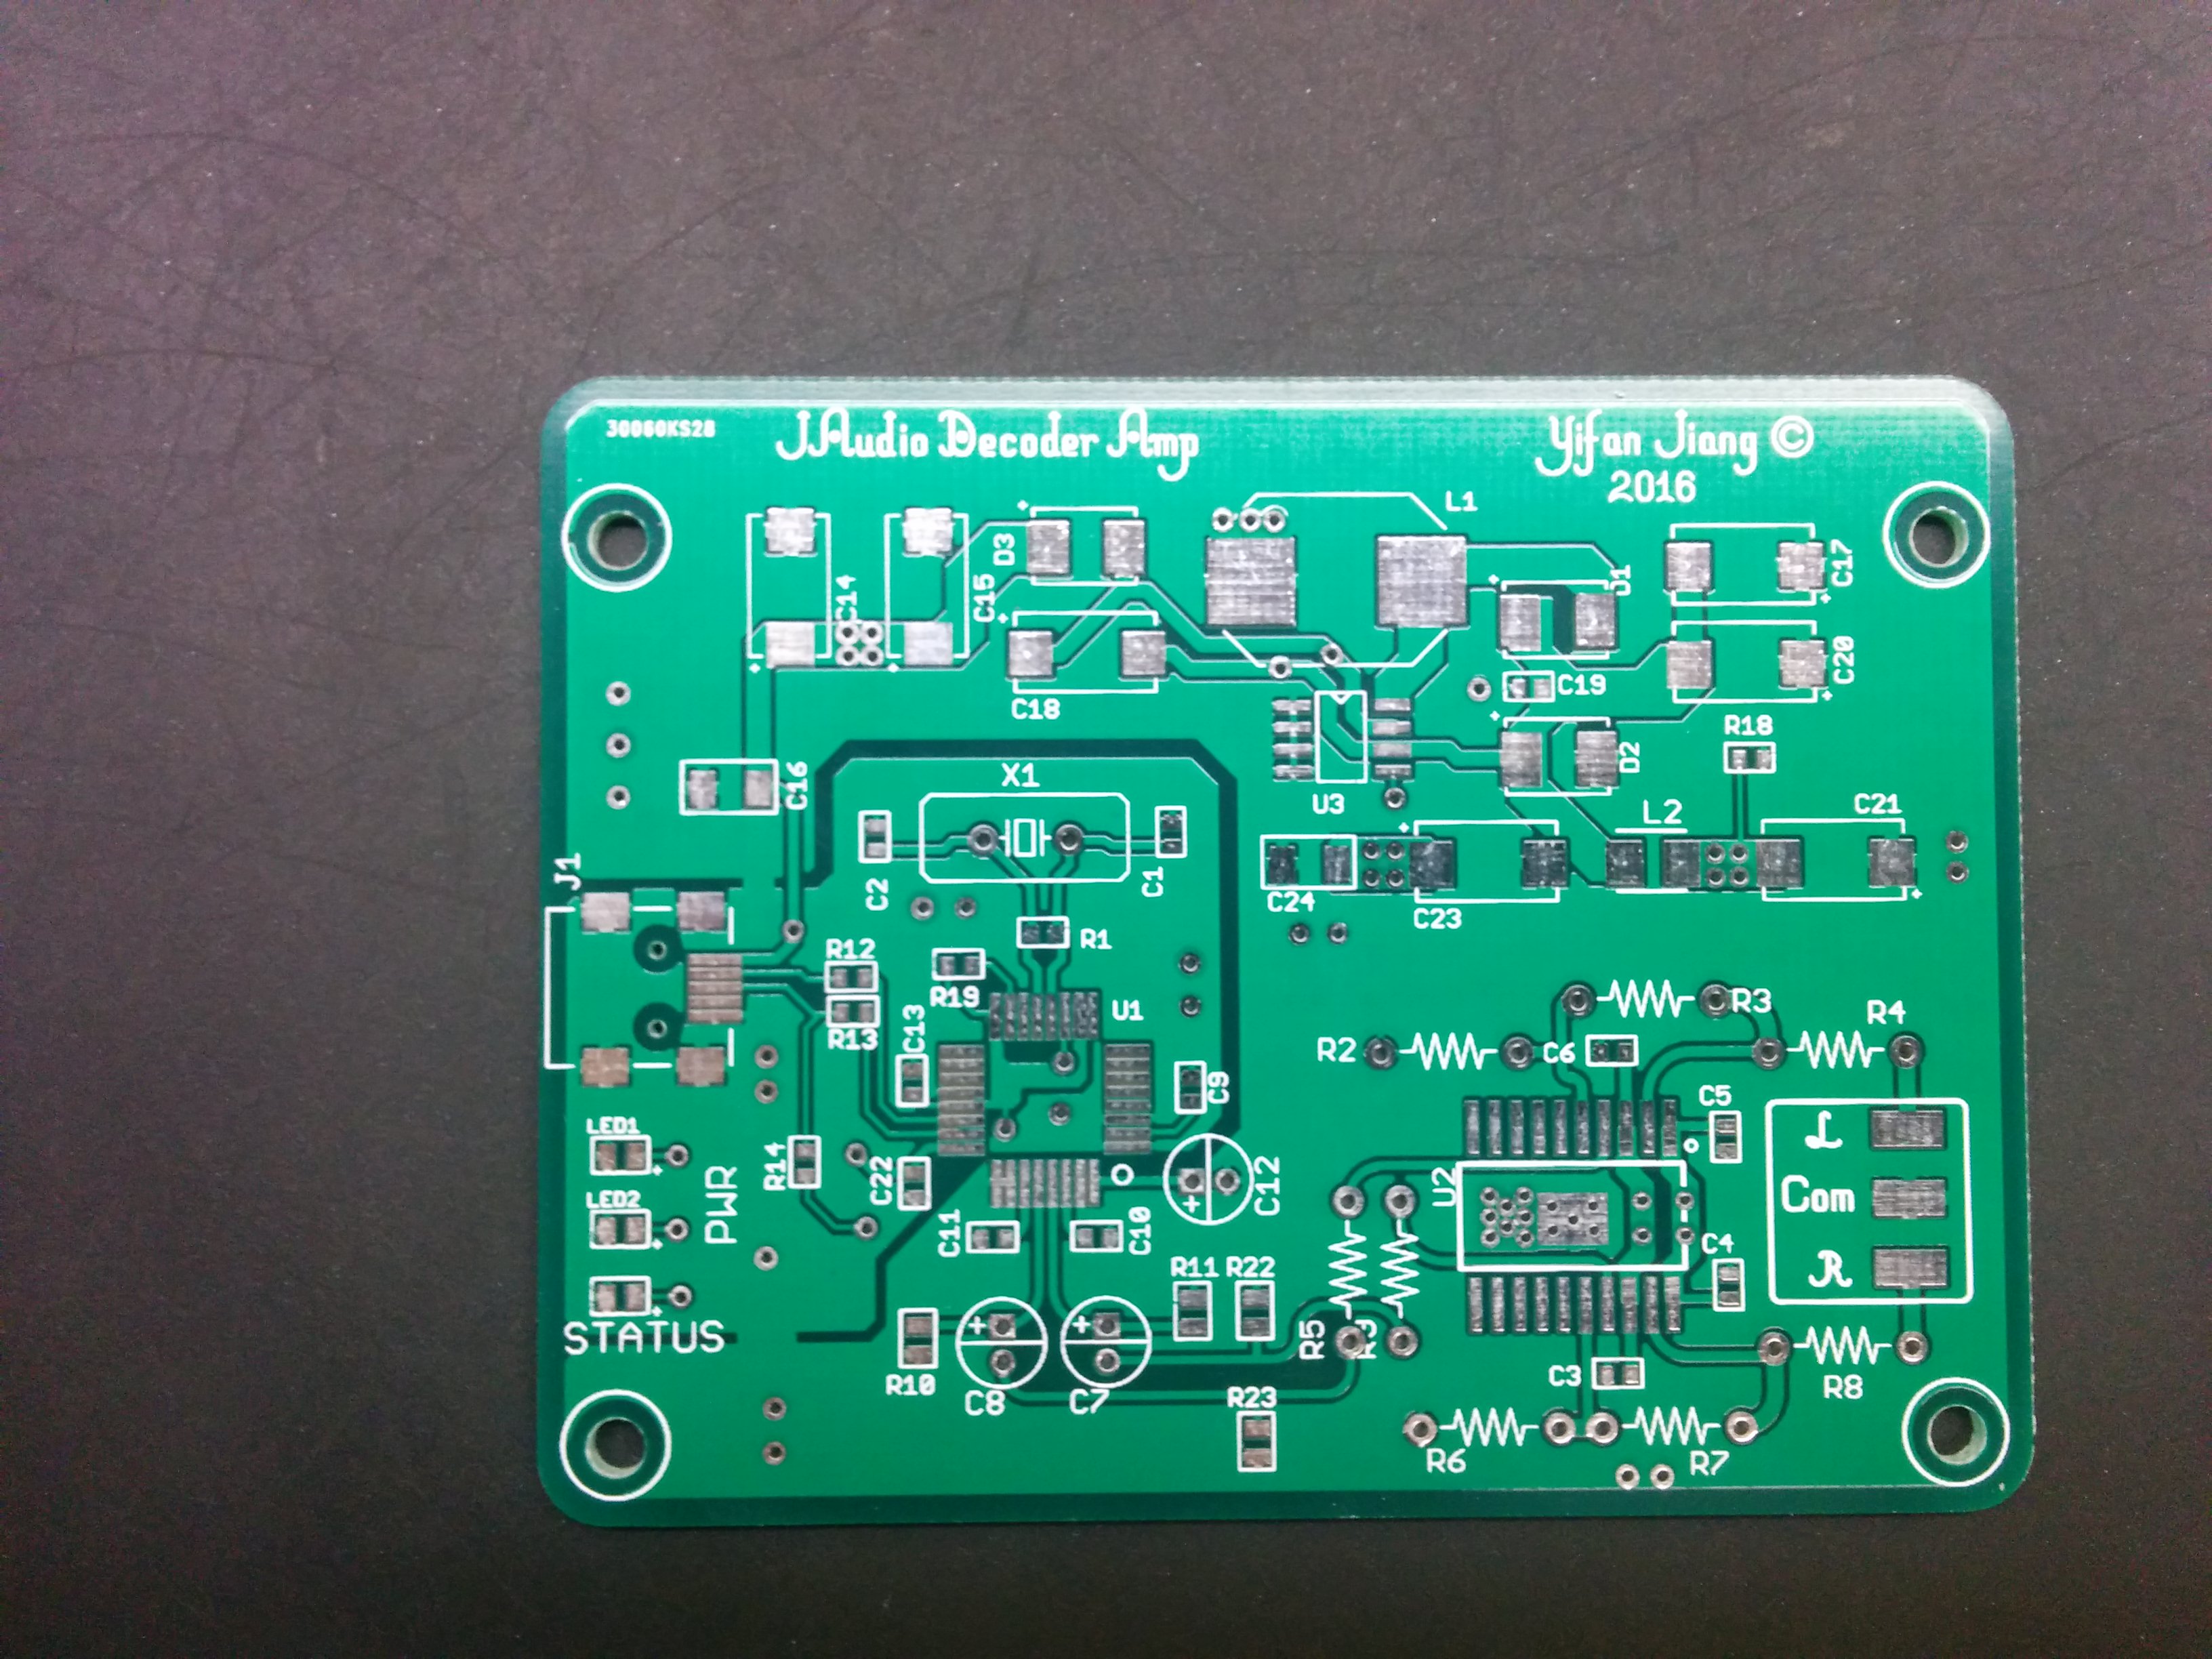 30060KS28
JAudio Decoder Amp
Yifan Jiang ©
2016
L1
D3
D1
C17
C14
C15
C20
C19
C18
R18
D2
X1
C16
U3
L2
C21
J1
C2
C1
C24
C23
R1
R12
R19
R13
C13
U1
R3
R4
R2
C6
C9
C5
LED1
L
R14
C22
C12
U2
Com
LED2
PWR
C11
C10
C4
R
R11
R22
STATUS
R5
R9
R10
C8
C7
C3
R8
R23
R6
R7